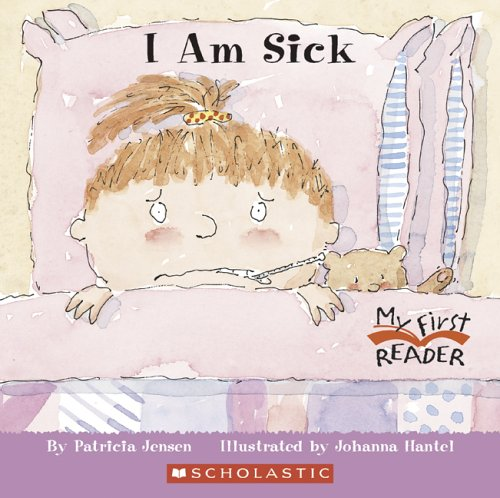 I Am Sick
My First
READER
By Patricia Jensen Illustrated by Johanna Hantel
SCHOLASTIC